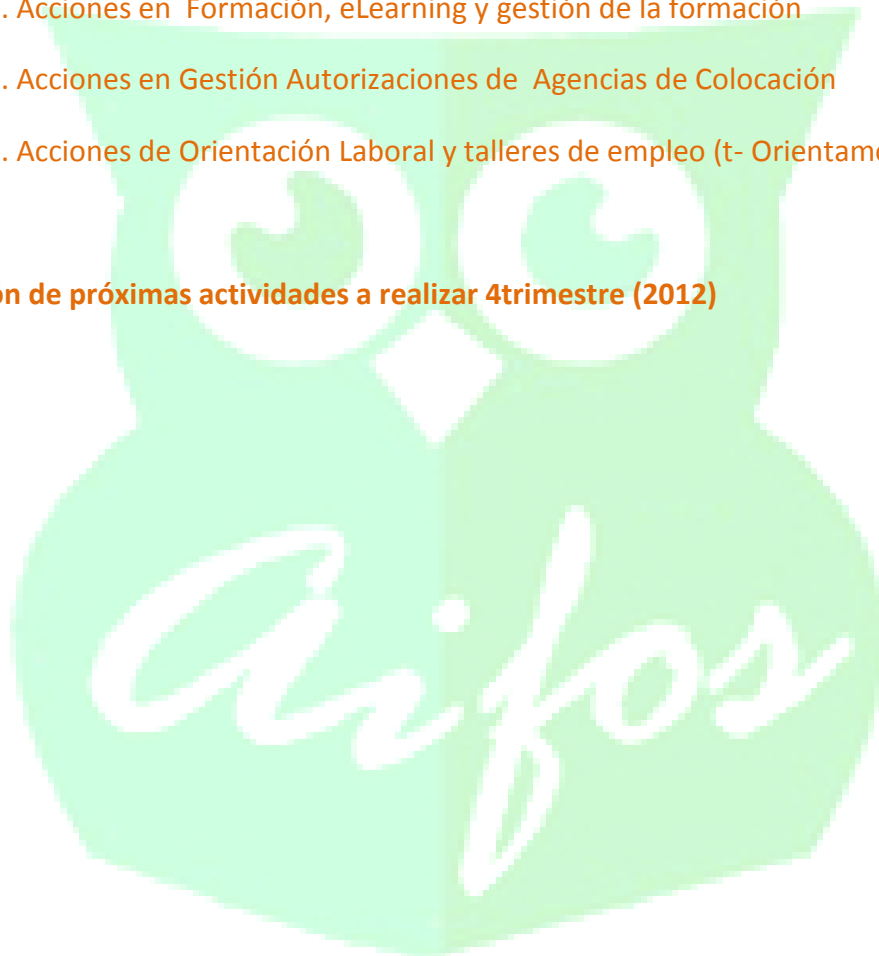 . Acciones en Formación, eLearning y gestión de la formación
. Acciones en Gestión Autorizaciones de Agencias de Colocación
. Acciones de Orientación Laboral y talleres de empleo (t- Orientamo
on de próximas actividades a realizar 4trimestre (2012)
Aifos